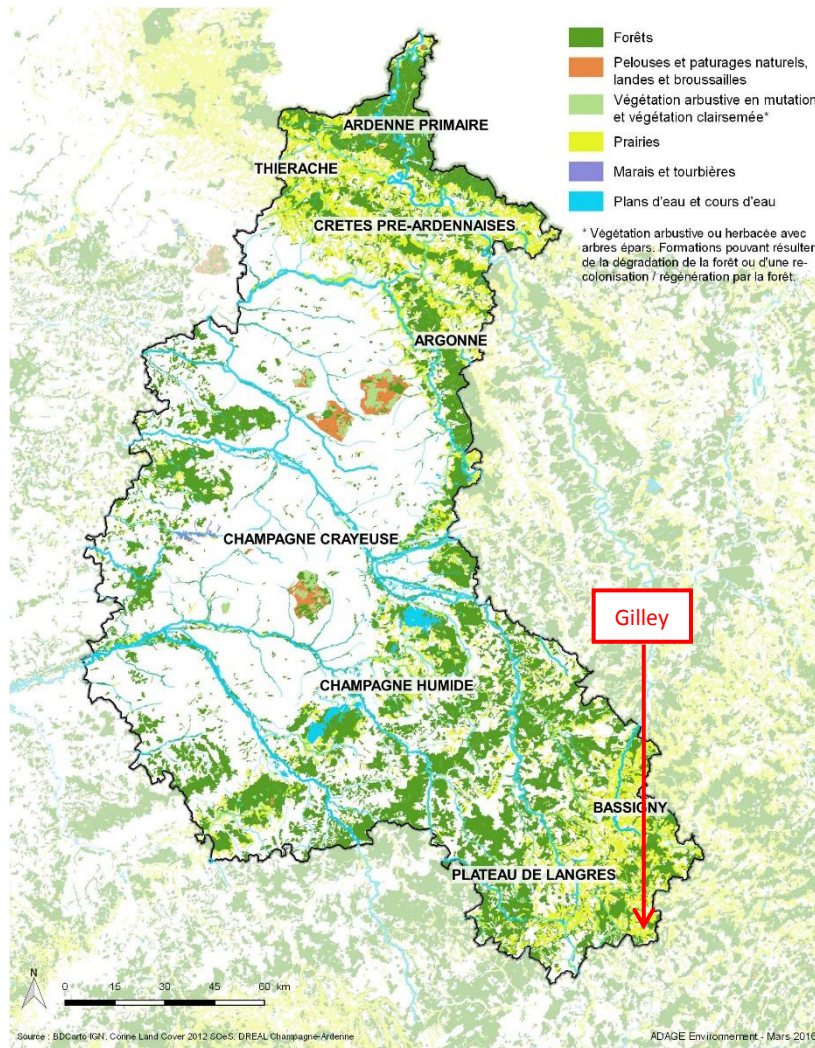 Forêts
Pelouses et paturages naturels,
landes et broussailles
Végétation arbustive en mutation
et végétation clairsemée*
Prairies
Marais et tourbières
Plans d'eau et cours d'eau
* Végétation arbustive ou herbacée avec
arbres épars. Formations pouvant résulter
de la dégradation de la forêt ou d'une re-
colonisation / régénération par la forêt.
ARDENNE PRIMAIRE
THIERACHE
CRETES PRE-ARDENNAISES
ARGONNE
CHAMPAGNE CRAYEUSE
Gilley
CHAMPAGNE HUMIDE
BASSIGNY
PLATEAU DE LANGRES
N
0 15 30 45 60 km
Source : BDCarto IGN, Corine Land Cover 2012 SOeS, DREAL Champagne-Ardenne
ADAGE Environnement - Mars 2016